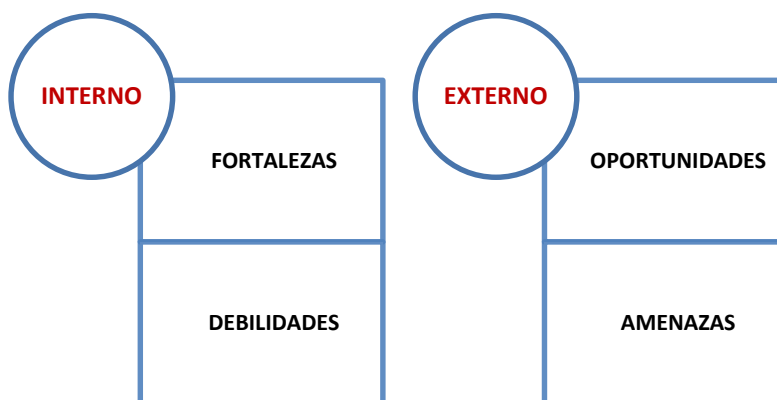 INTERNO
FORTALEZAS
DEBILIDADES
EXTERNO
OPORTUNIDADES
AMENAZAS